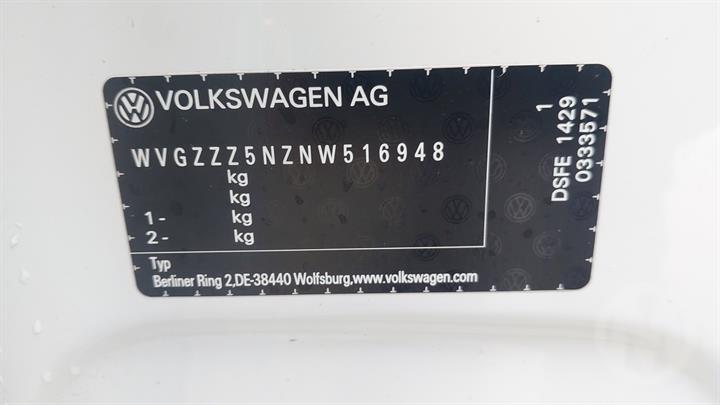 VOLKSWAGEN AG
WVGZZZ5NZNW516948
kg
kg
1- kg
2- kg
Typ
Berliner Ring 2,DE-38440 Wolfsburg,www.volkswagen.com
1
DSFE 1429
0333571